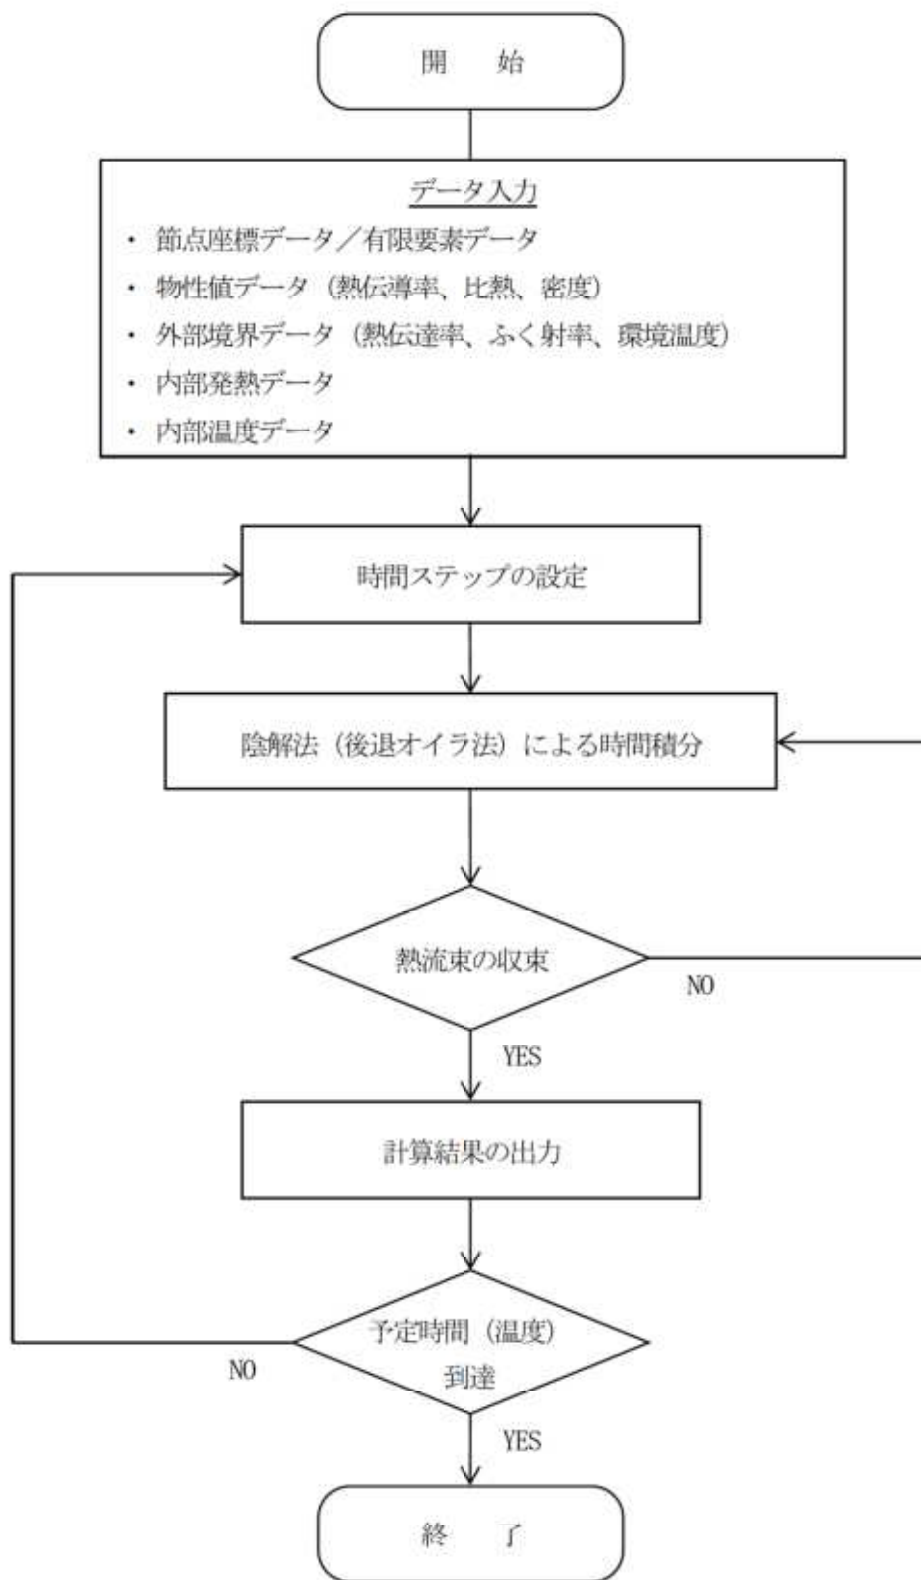 開　始
データ入力
・ 節点座標データ／有限要素データ
・ 物性値データ（熱伝導率、比熱、密度）
・ 外部境界データ（熱伝達率、ふく射率、環境温度）
・ 内部発熱データ
・ 内部温度データ
時間ステップの設定
陰解法（後退オイラ法）による時間積分
熱流束の収束
NO
YES
計算結果の出力
予定時間（温度）
到達
NO
YES
終　了